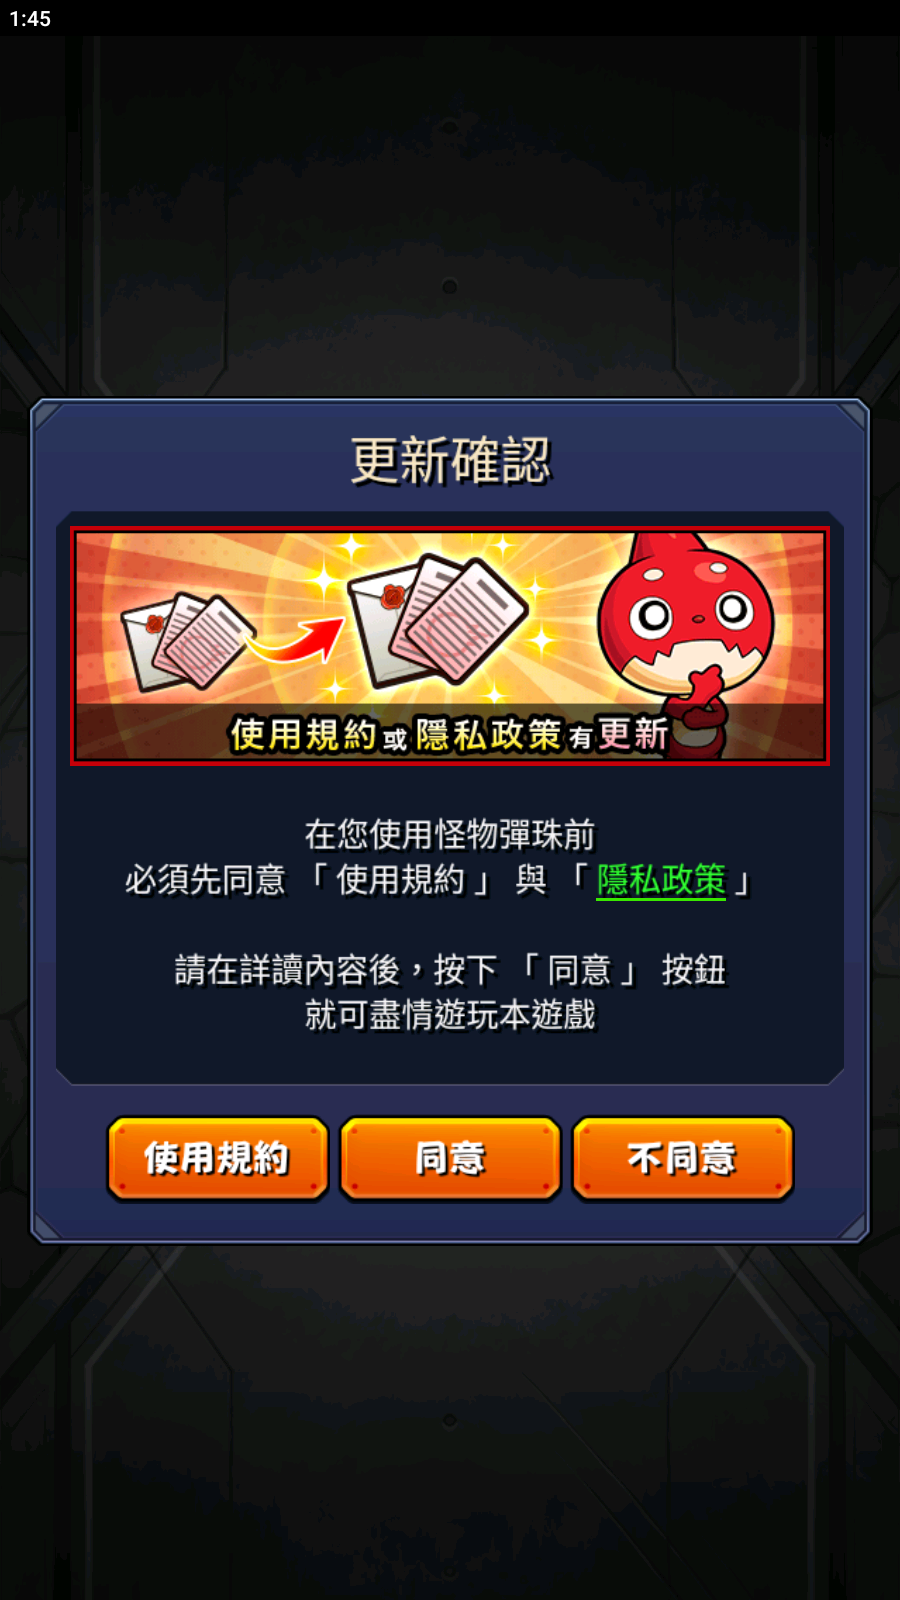 1:45
更新確認
使用規約或隱私政策有更新
在您使用怪物彈珠前
必須先同意「使用規約」與「隱私政策」
請在詳讀內容後，按下「同意」按鈕
就可盡情遊玩本遊戲
使用規約 同意 不同意